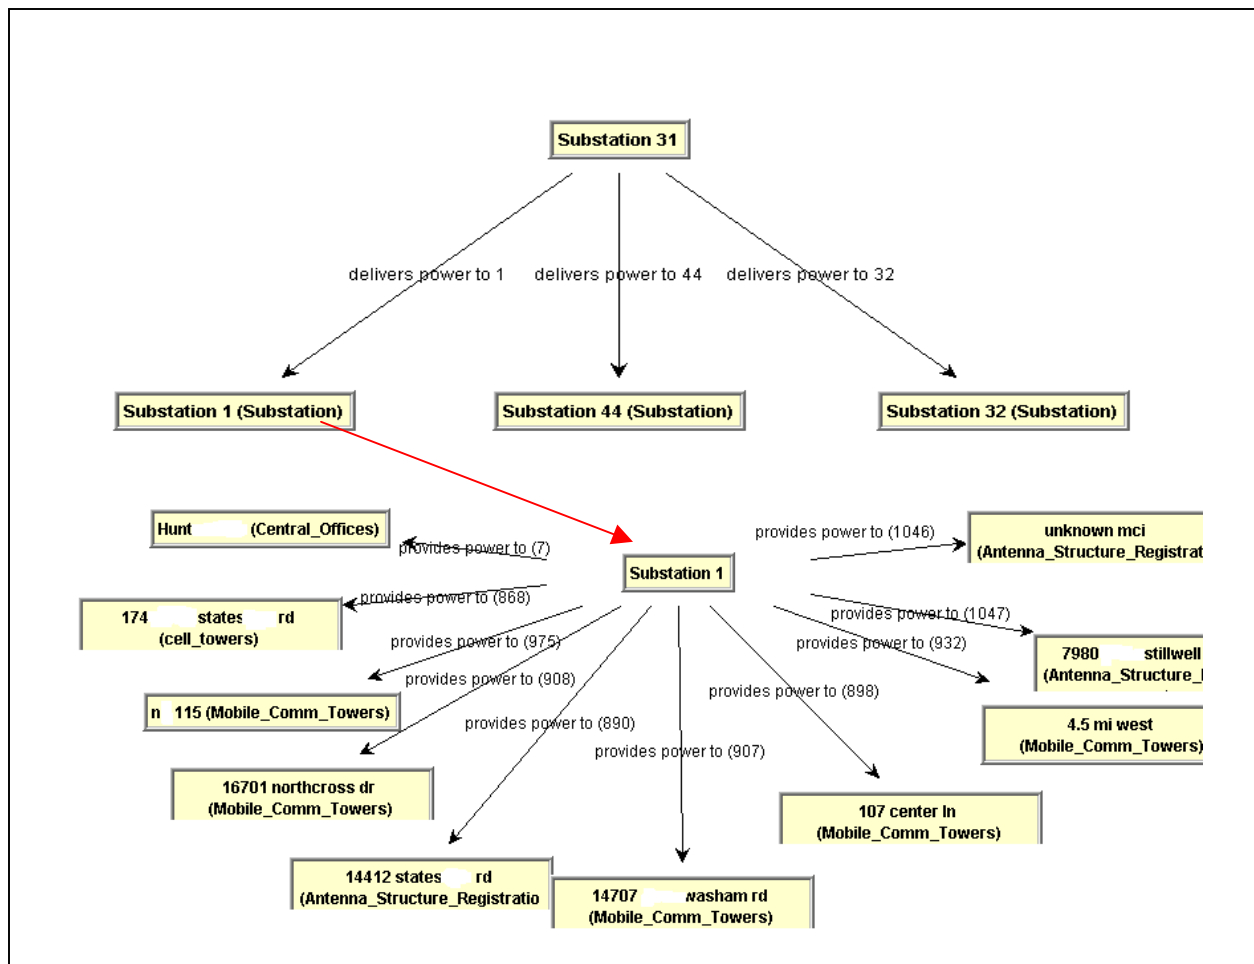 Substation 31
delivers power to 1
delivers power to 44
delivers power to 32
Substation 1 (Substation)
Substation 44 (Substation)
Substation 32 (Substation)
Hunt (Central_Offices)
provides power to (7)
Substation 1
provides power to (1046)
unknown mci
(Antenna_Structure_Registrat
174 states rd
(cell_towers)
provides power to (868)
provides power to (1047)
7980 stillwell
(Antenna_Structure_
provides power to (975)
provides power to (932)
n 115 (Mobile_Comm_Towers)
provides power to (908)
provides power to (898)
4.5 mi west
(Mobile_Comm_Towers)
provides power to (890)
provides power to (907)
16701 northcross dr
(Mobile_Comm_Towers)
107 center ln
(Mobile_Comm_Towers)
14412 states rd
(Antenna_Structure_Registratio
14707 washam rd
(Mobile_Comm_Towers)